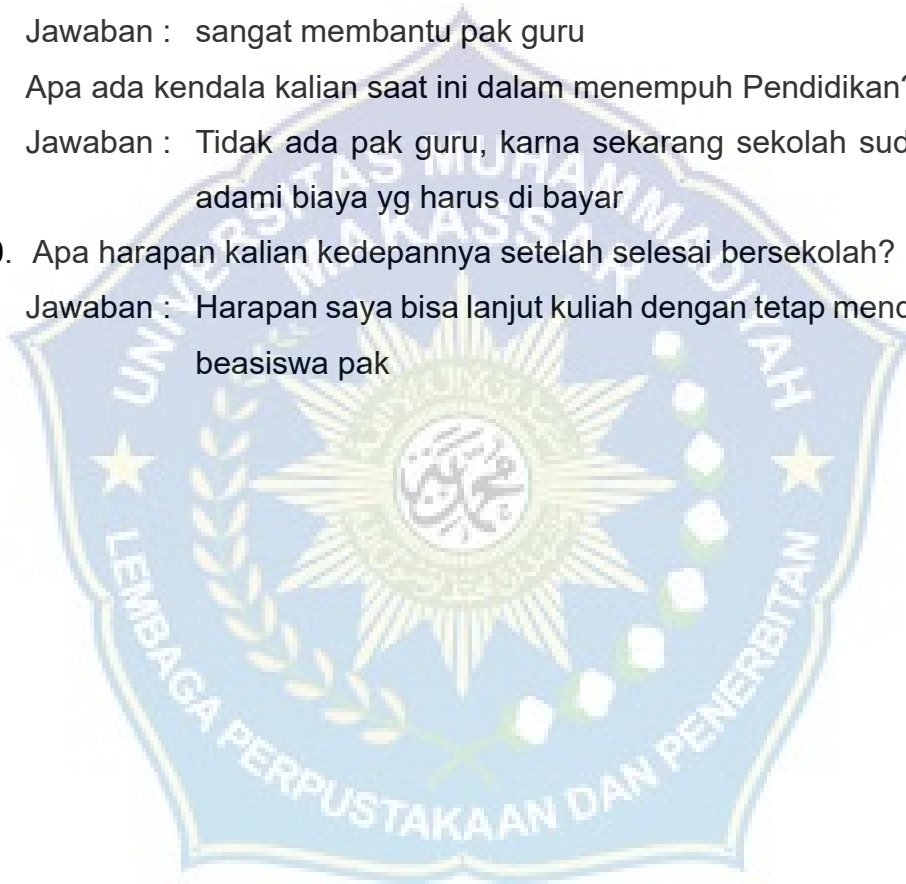 Jawaban : sangat membantu pak guru
Apa ada kendala kalian saat ini dalam menempuh Pendidikan?
Jawaban : Tidak ada pak guru, karna sekarang sekolah
adami biaya yg harus di bayar
. Apa harapan kalian kedepannya setelah selesai bersekolah?
Jawaban : Harapan saya bisa lanjut kuliah dengan tetap
beasiswa pak
UNIVERSITAS MUHAMMADIYAH
MAKASSAR
LEMBAGA PERPUSTAKAAN DAN PENERBITAN